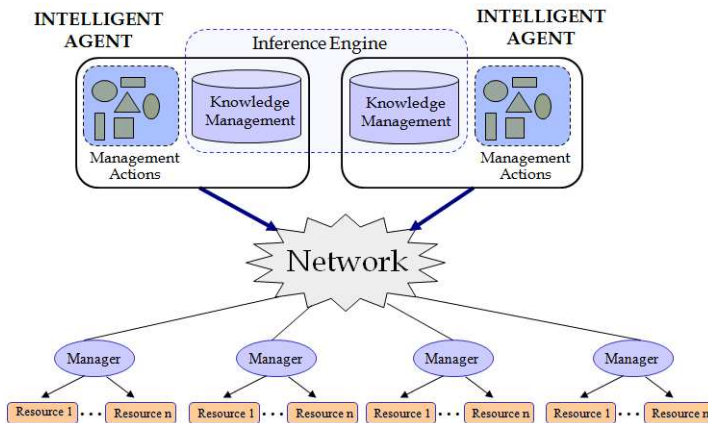 INTELLIGENT
AGENT
Inference Engine
INTELLIGENT
AGENT
Knowledge
Management
Management
Actions
Knowledge
Management
Management
Actions
Network
Manager
Manager
Manager
Manager
Resource 1 ... Resource n
Resource 1 ... Resource n
Resource 1 ... Resource n
Resource 1 ... Resource n